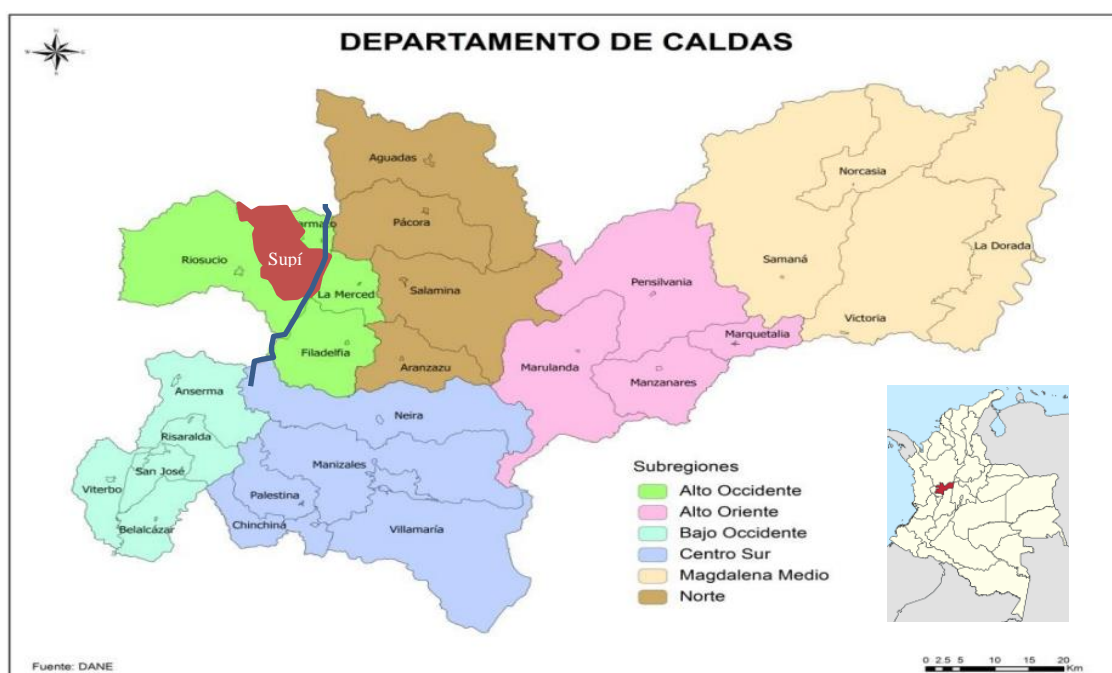 DEPARTAMENTO DE CALDAS
Aguadas
Norcasia
Pácora
armato
Supí
Riosucio
La Dorada
Samaná
La Merced
Salamina
Pensilvania
Victoria
Marquetalia
Filadelfia
Aranzazu
Marulanda
Manzanares
Anserma
Neira
Risaralda
San José
Manizales
Viterbo
Palestina
Belalcázar
Chinchiná
Villamaría
Subregiones
Alto Occidente
Alto Oriente
Bajo Occidente
Centro Sur
Magdalena Medio
Norte
Fuente: DANE
0 2.5 5 10 15 20
Km